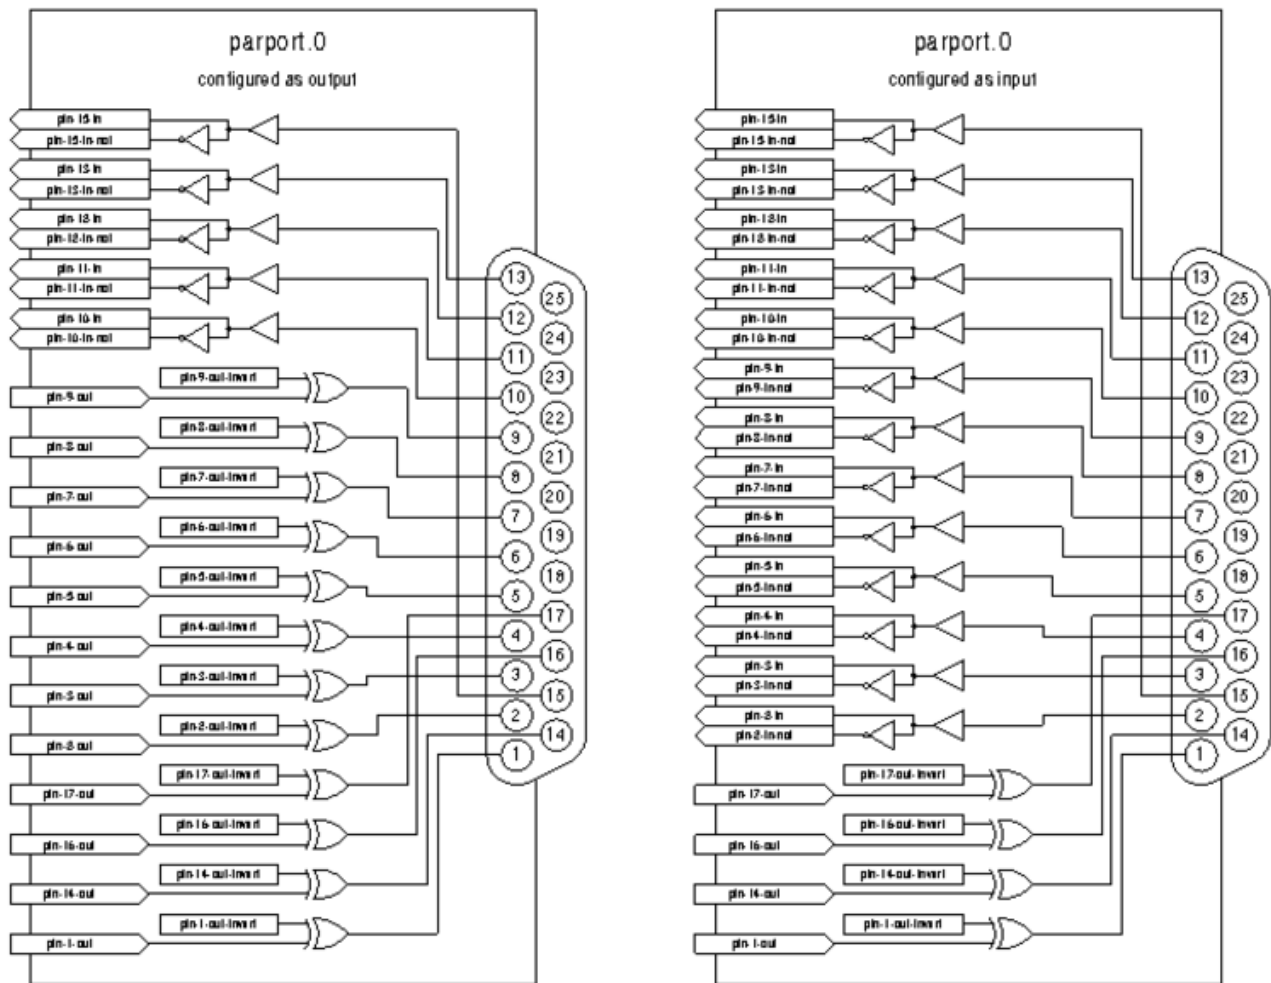 parport.0
configured as output
pin-15-in
pin-15-in-not
pin-13-in
pin-13-in-not
pin-12-in
pin-12-in-not
pin-11-in
pin-11-in-not
pin-10-in
pin-10-in-not
pin-9-out-invert
pin-9-out
pin-8-out-invert
pin-8-out
pin-7-out-invert
pin-7-out
pin-6-out-invert
pin-6-out
pin-5-out-invert
pin-5-out
pin-4-out-invert
pin-4-out
pin-3-out-invert
pin-3-out
pin-2-out-invert
pin-2-out
pin-17-out-invert
pin-17-out
pin-16-out-invert
pin-16-out
pin-14-out-invert
pin-14-out
pin-1-out-invert
pin-1-out
13
25
12
24
11
23
10
22
9
21
8
20
7
19
6
18
5
17
4
16
3
15
2
14
1
parport.0
configured as input
pin-15-in
pin-15-in-not
pin-13-in
pin-13-in-not
pin-12-in
pin-12-in-not
pin-11-in
pin-11-in-not
pin-10-in
pin-10-in-not
pin-9-in
pin-9-in-not
pin-8-in
pin-8-in-not
pin-7-in
pin-7-in-not
pin-6-in
pin-6-in-not
pin-5-in
pin-5-in-not
pin-4-in
pin-4-in-not
pin-3-in
pin-3-in-not
pin-2-in
pin-2-in-not
pin-17-out-invert
pin-17-out
pin-16-out-invert
pin-16-out
pin-14-out-invert
pin-14-out
pin-1-out-invert
pin-1-out
13
25
12
24
11
23
10
22
9
21
8
20
7
19
6
18
5
17
4
16
3
15
2
14
1